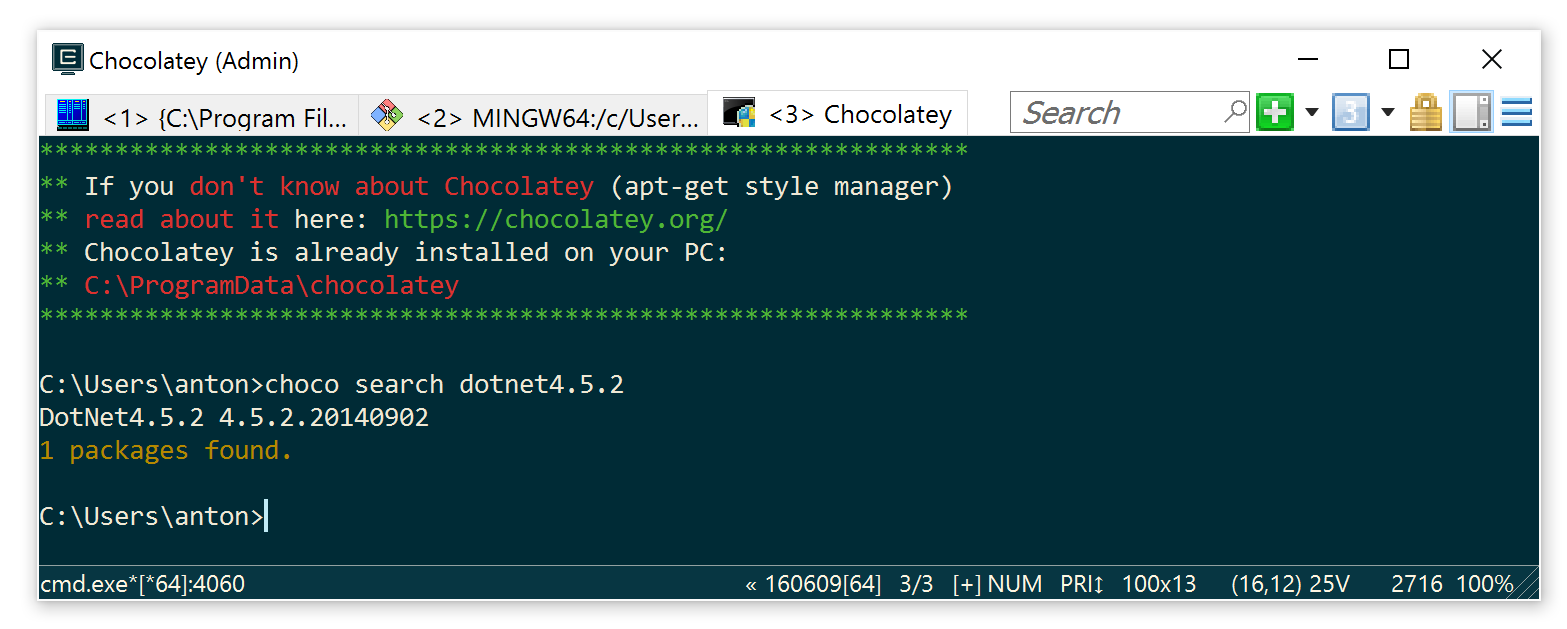 Chocolatey (Admin)
<1> {C:\Program Fil... <2> MINGW64:/c/User... <3> Chocolatey Search 3
**************************************************************
** If you don't know about Chocolatey (apt-get style manager)
** read about it here: https://chocolatey.org/
** Chocolatey is already installed on your PC:
** C:\ProgramData\chocolatey
**************************************************************
C:\Users\anton>choco search dotnet4.5.2
DotNet4.5.2 4.5.2.20140902
1 packages found.
C:\Users\anton>
cmd.exe*[*64]:4060 « 160609[64] 3/3 [+] NUM PRI↕ 100x13 (16,12) 25V 2716 100%